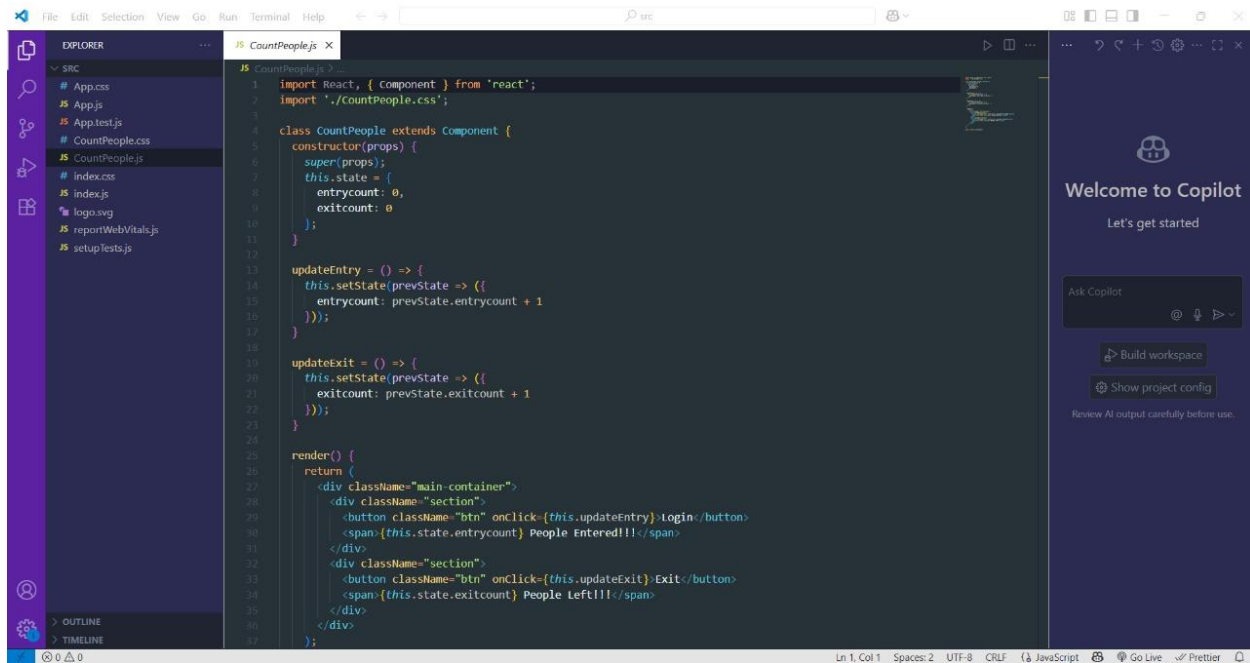 File Edit Selection View Go Run Terminal Help
src
EXPLORER
SRC
# App.css
JS App.js
JS App.test.js
# CountPeople.css
JS CountPeople.js
# index.css
JS index.js
logo.svg
JS reportWebVitals.js
JS setupTests.js
OUTLINE
TIMELINE
JS CountPeople.js
JS CountPeople.js > ...
1 import React, { Component } from 'react';
2 import './CountPeople.css';
3
4 class CountPeople extends Component {
5 constructor(props) {
6 super(props);
7 this.state = {
8 entrycount: 0,
9 exitcount: 0
10 };
11 }
12
13 updateEntry = () => {
14 this.setState(prevState => ({
15 entrycount: prevState.entrycount + 1
16 }));
17 }
18
19 updateExit = () => {
20 this.setState(prevState => ({
21 exitcount: prevState.exitcount + 1
22 }));
23 }
24
25 render() {
26 return (
27 <div className="main-container">
28 <div className="section">
29 <button className="btn" onClick={this.updateEntry}>Login</button>
30 <span>{this.state.entrycount} People Entered!!!</span>
31 </div>
32 <div className="section">
33 <button className="btn" onClick={this.updateExit}>Exit</button>
34 <span>{this.state.exitcount} People Left!!!</span>
35 </div>
36 </div>
37 );
Welcome to Copilot
Let's get started
Ask Copilot
Build workspace
Show project config
Review AI output carefully before use.
0 0 Ln 1, Col 1 Spaces: 2 UTF-8 CRLF {} JavaScript Go Live Prettier